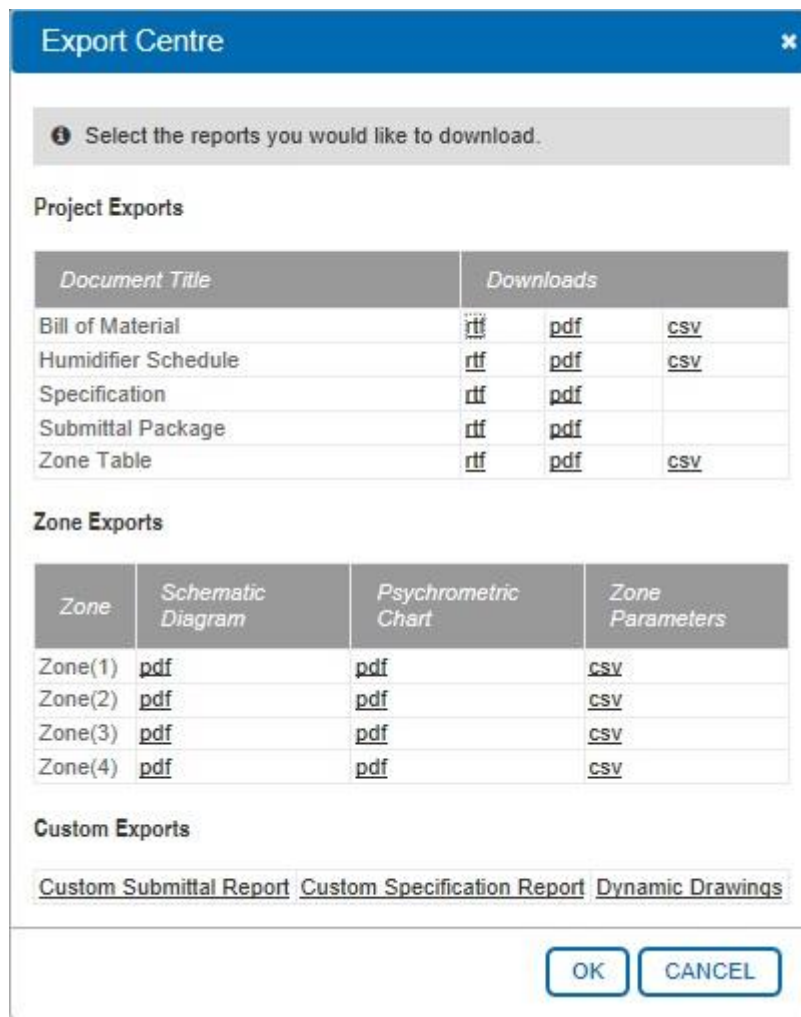 Export Centre
Select the reports you would like to download.
Project Exports
Document Title Downloads
Bill of Material rtf pdf csv
Humidifier Schedule rtf pdf csv
Specification rtf pdf
Submittal Package rtf pdf
Zone Table rtf pdf csv
Zone Exports
Zone Schematic Diagram Psychrometric Chart Zone Parameters
Zone(1) pdf pdf csv
Zone(2) pdf pdf csv
Zone(3) pdf pdf csv
Zone(4) pdf pdf csv
Custom Exports
Custom Submittal Report Custom Specification Report Dynamic Drawings
OK CANCEL